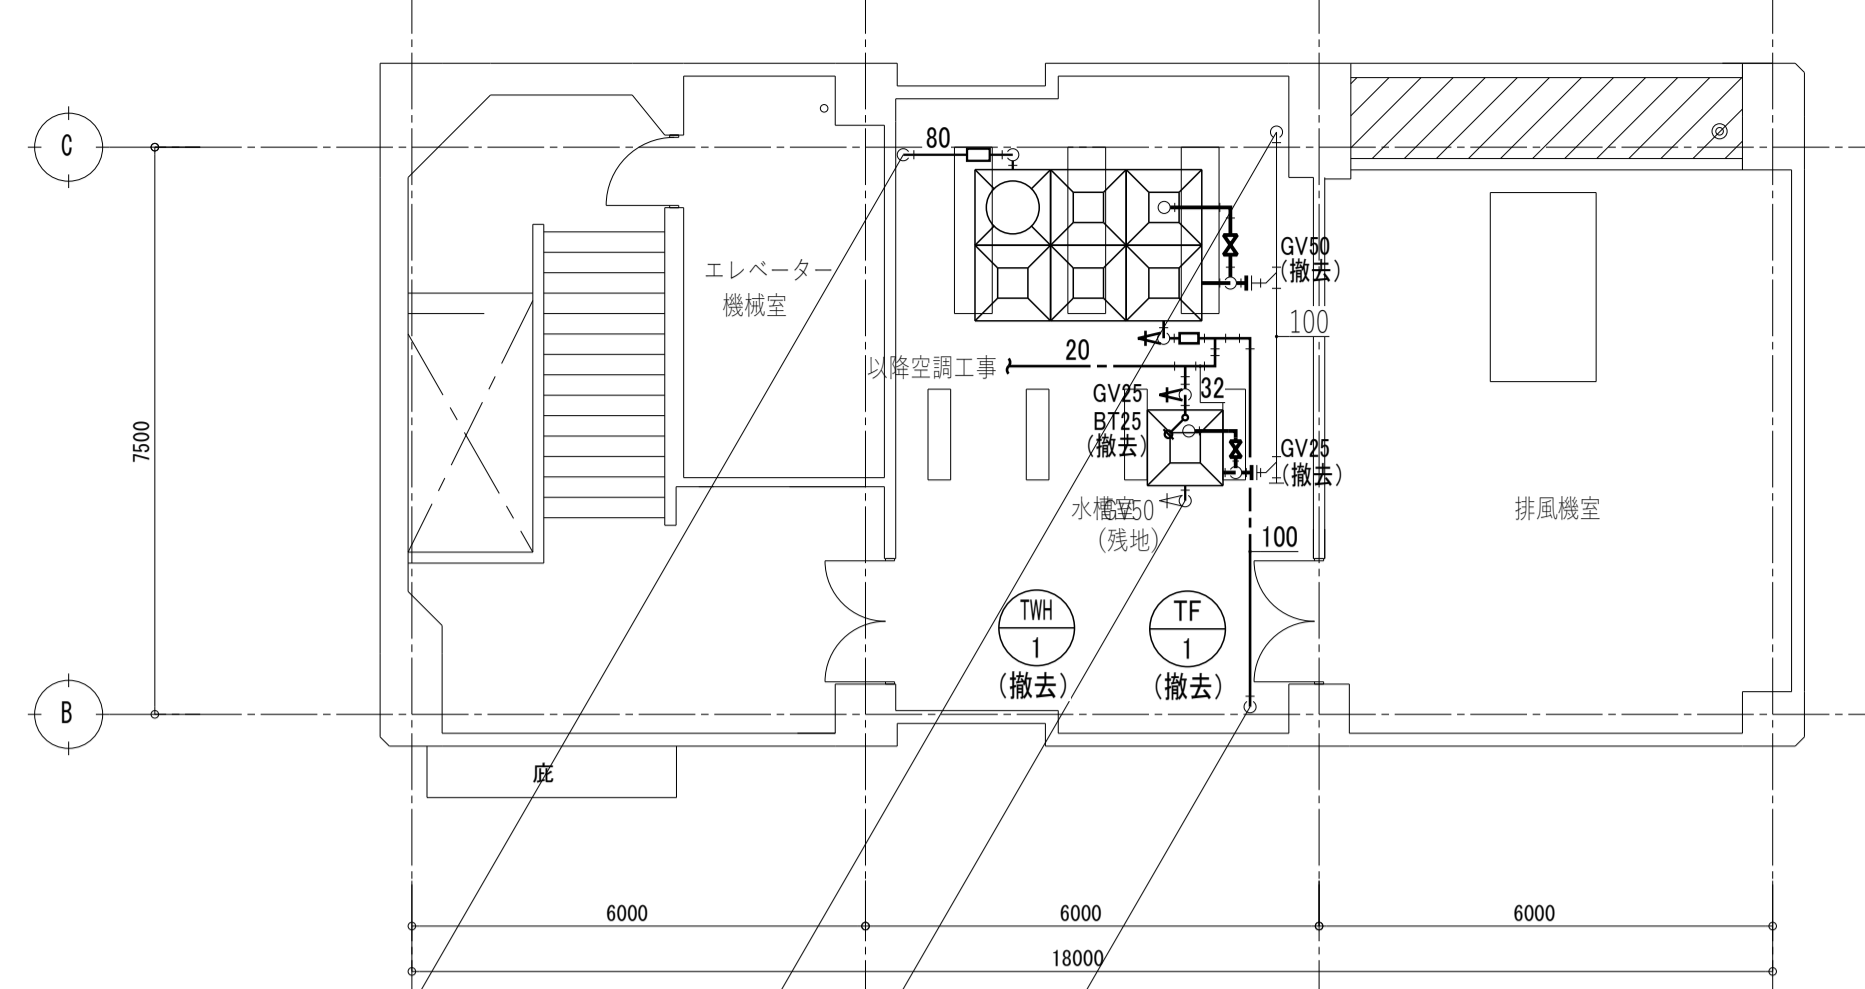 C
80
GV50
(撤去)
エレベーター
機械室
100
20
以降空調工事
GV25
32
BT25
(撤去)
GV25
(撤去)
7500
水槽室
GV50
(残地)
排風機室
100
TWH
1
(撤去)
TF
1
(撤去)
B
庇
6000
6000
6000
18000